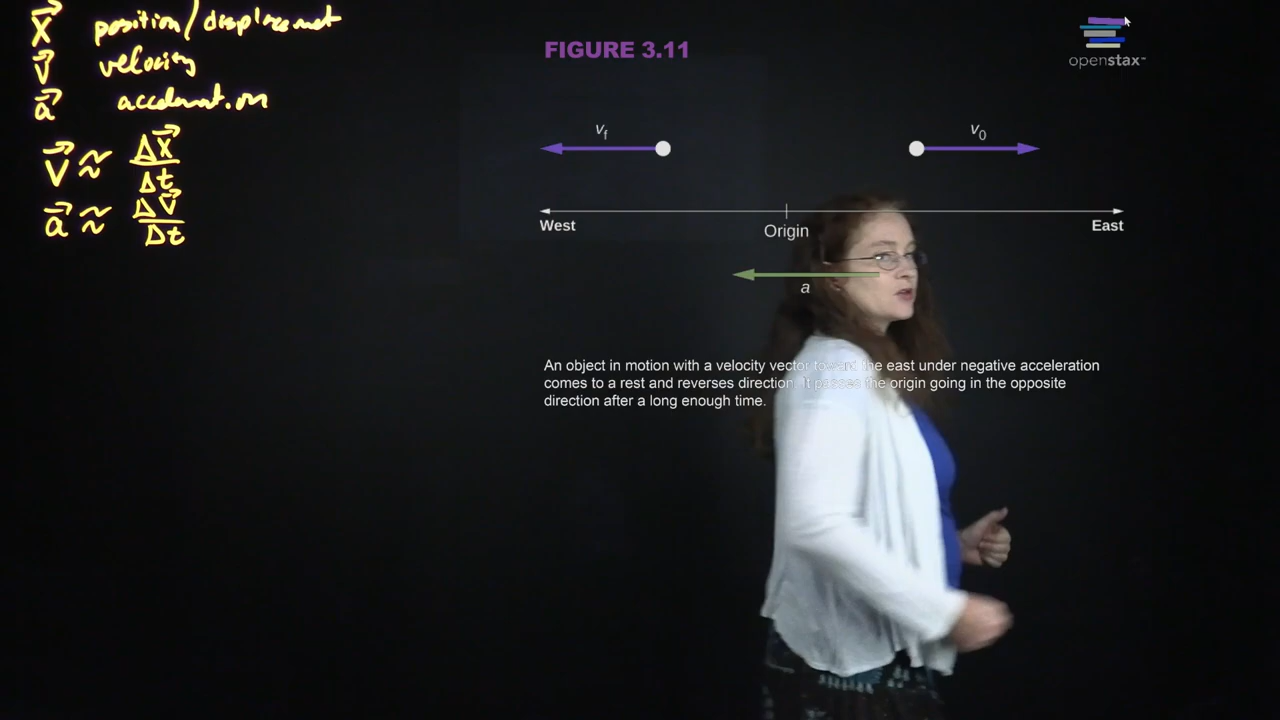 x⃗ position/displacement
v⃗ velocity
a⃗ acceleration
v⃗ ≈ Δx⃗/Δt
a⃗ ≈ Δv⃗/Δt
FIGURE 3.11
openstax™
v_f
v_0
West
Origin
East
a
An object in motion with a velocity vector toward the east under negative acceleration
comes to a rest and reverses direction. It passes the origin going in the opposite
direction after a long enough time.